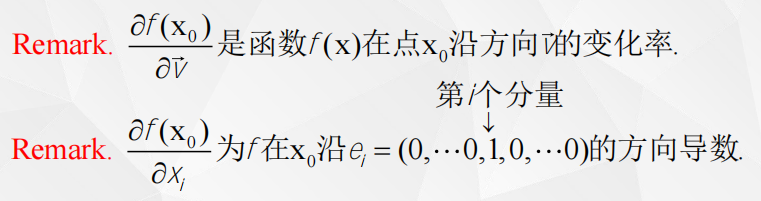 Remark. ∂f(x₀)/∂v⃗ 是函数f(x)在点x₀沿方向v⃗的变化率.
第i个分量
↓
Remark. ∂f(x₀)/∂xᵢ 为f在x₀沿eᵢ = (0,⋯0,1,0,⋯0)的方向导数.